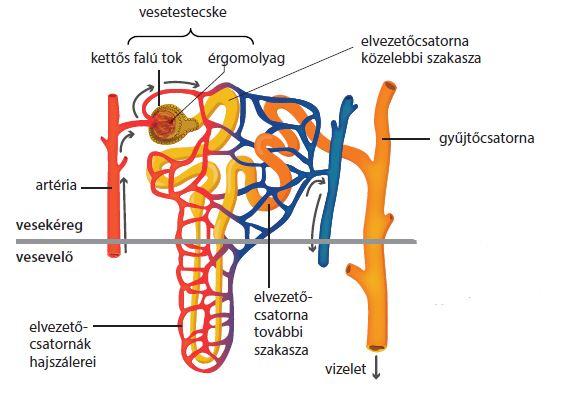 vesetestecske
kettős falú tok
érgomolyag
elvezetőcsatorna
közelebbi szakasza
gyűjtőcsatorna
artéria
vesekéreg
vesevelő
elvezető-
csatornák
hajszálerei
elvezető-
csatorna
további
szakasza
vizelet